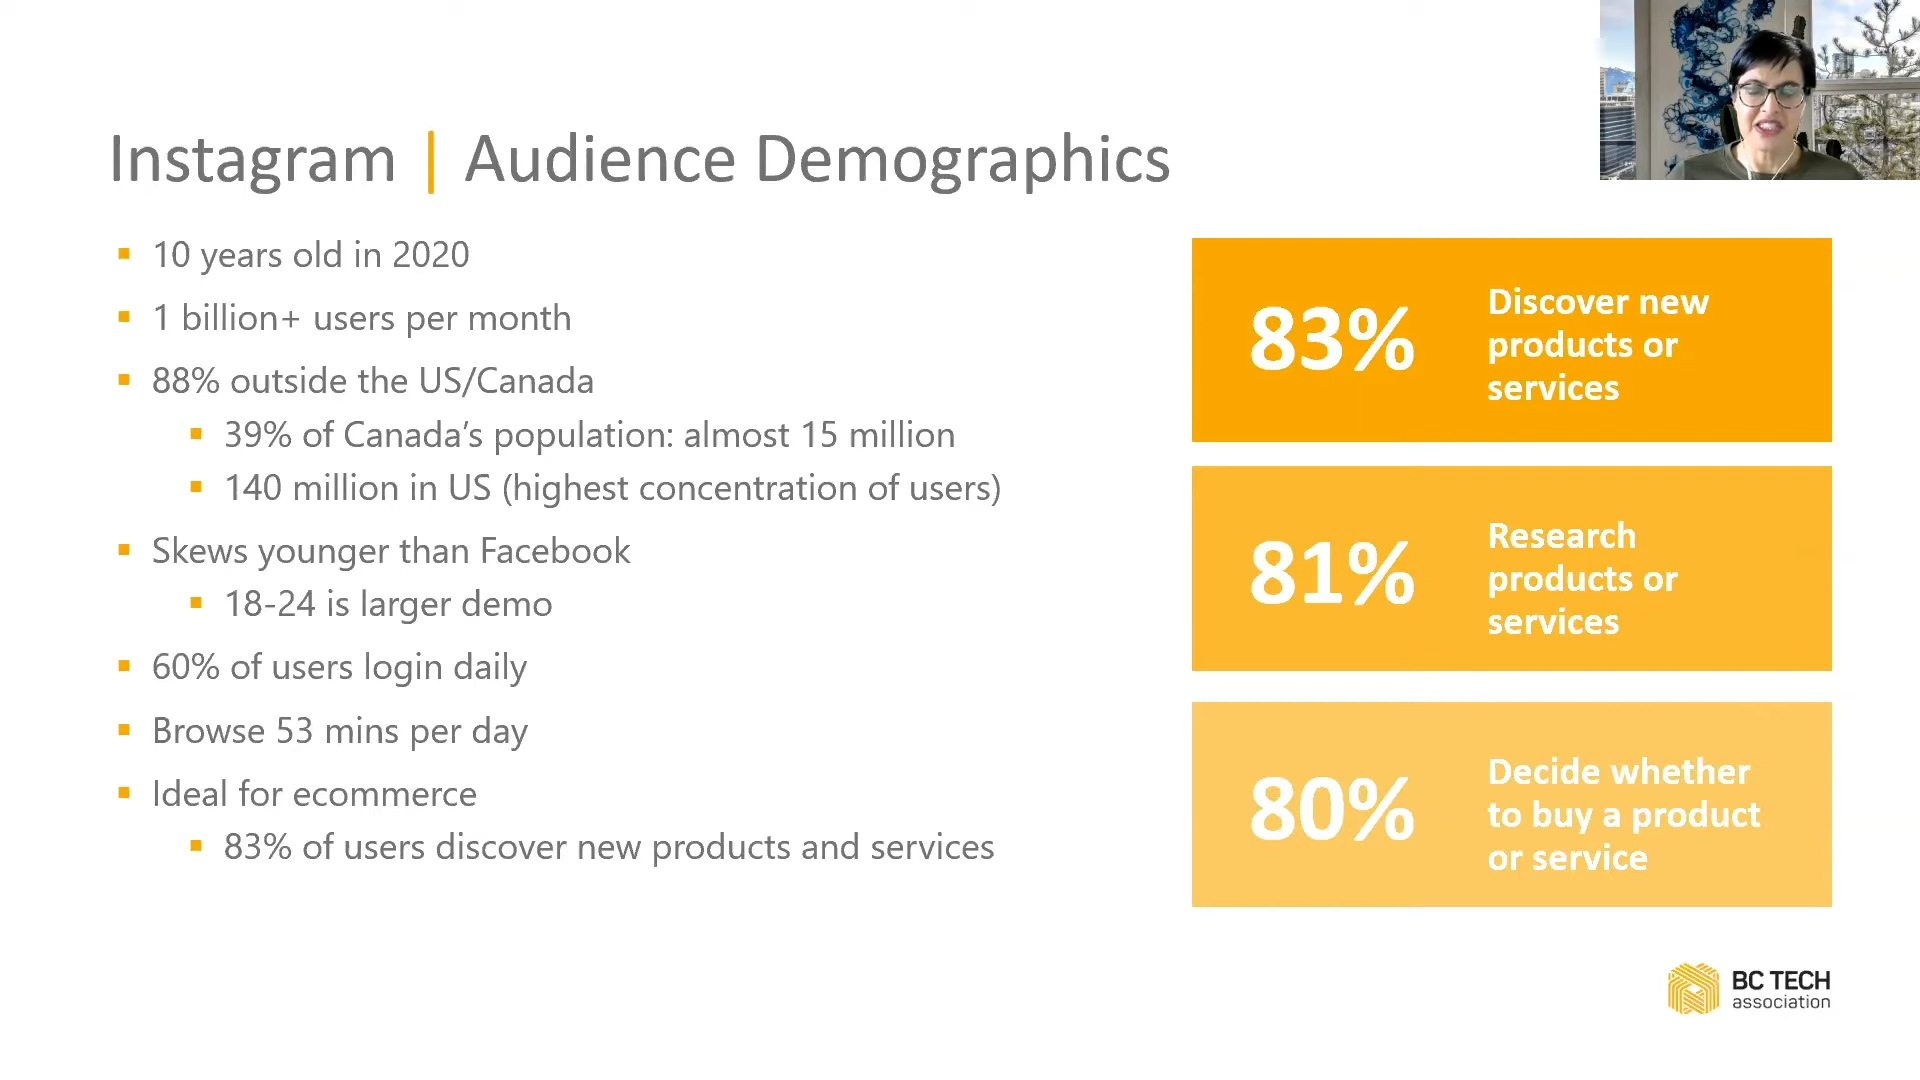 Instagram | Audience Demographics
10 years old in 2020
1 billion+ users per month
88% outside the US/Canada
39% of Canada's population: almost 15 million
140 million in US (highest concentration of users)
Skews younger than Facebook
18-24 is larger demo
60% of users login daily
Browse 53 mins per day
Ideal for ecommerce
83% of users discover new products and services
83%
Discover new
products or
services
81%
Research
products or
services
80%
Decide whether
to buy a product
or service
BC TECH
association